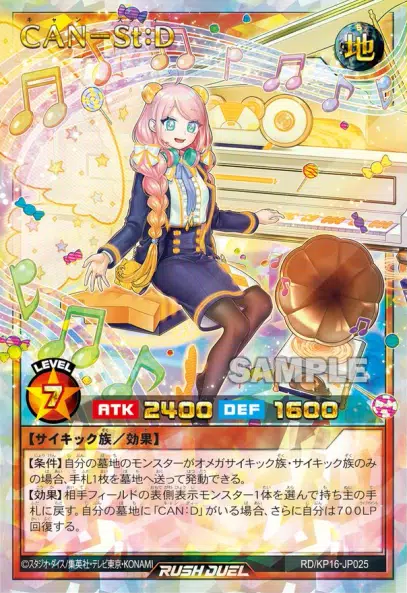 CAN－St:D
地
SAMPLE
LEVEL
7
ATK 2400 DEF 1600
【サイキック族／効果】
【条件】自分の墓地のモンスターがオメガサイキック族・サイキック族のみ
の場合、手札1枚を墓地へ送って発動できる。
【効果】相手フィールドの表側表示モンスター1体を選んで持ち主の手
札に戻す。自分の墓地に「CAN：D」がいる場合、さらに自分は700LP
回復する。
©スタジオ・ダイス/集英社・テレビ東京・KONAMI
RUSH DUEL
RD/KP16-JP025